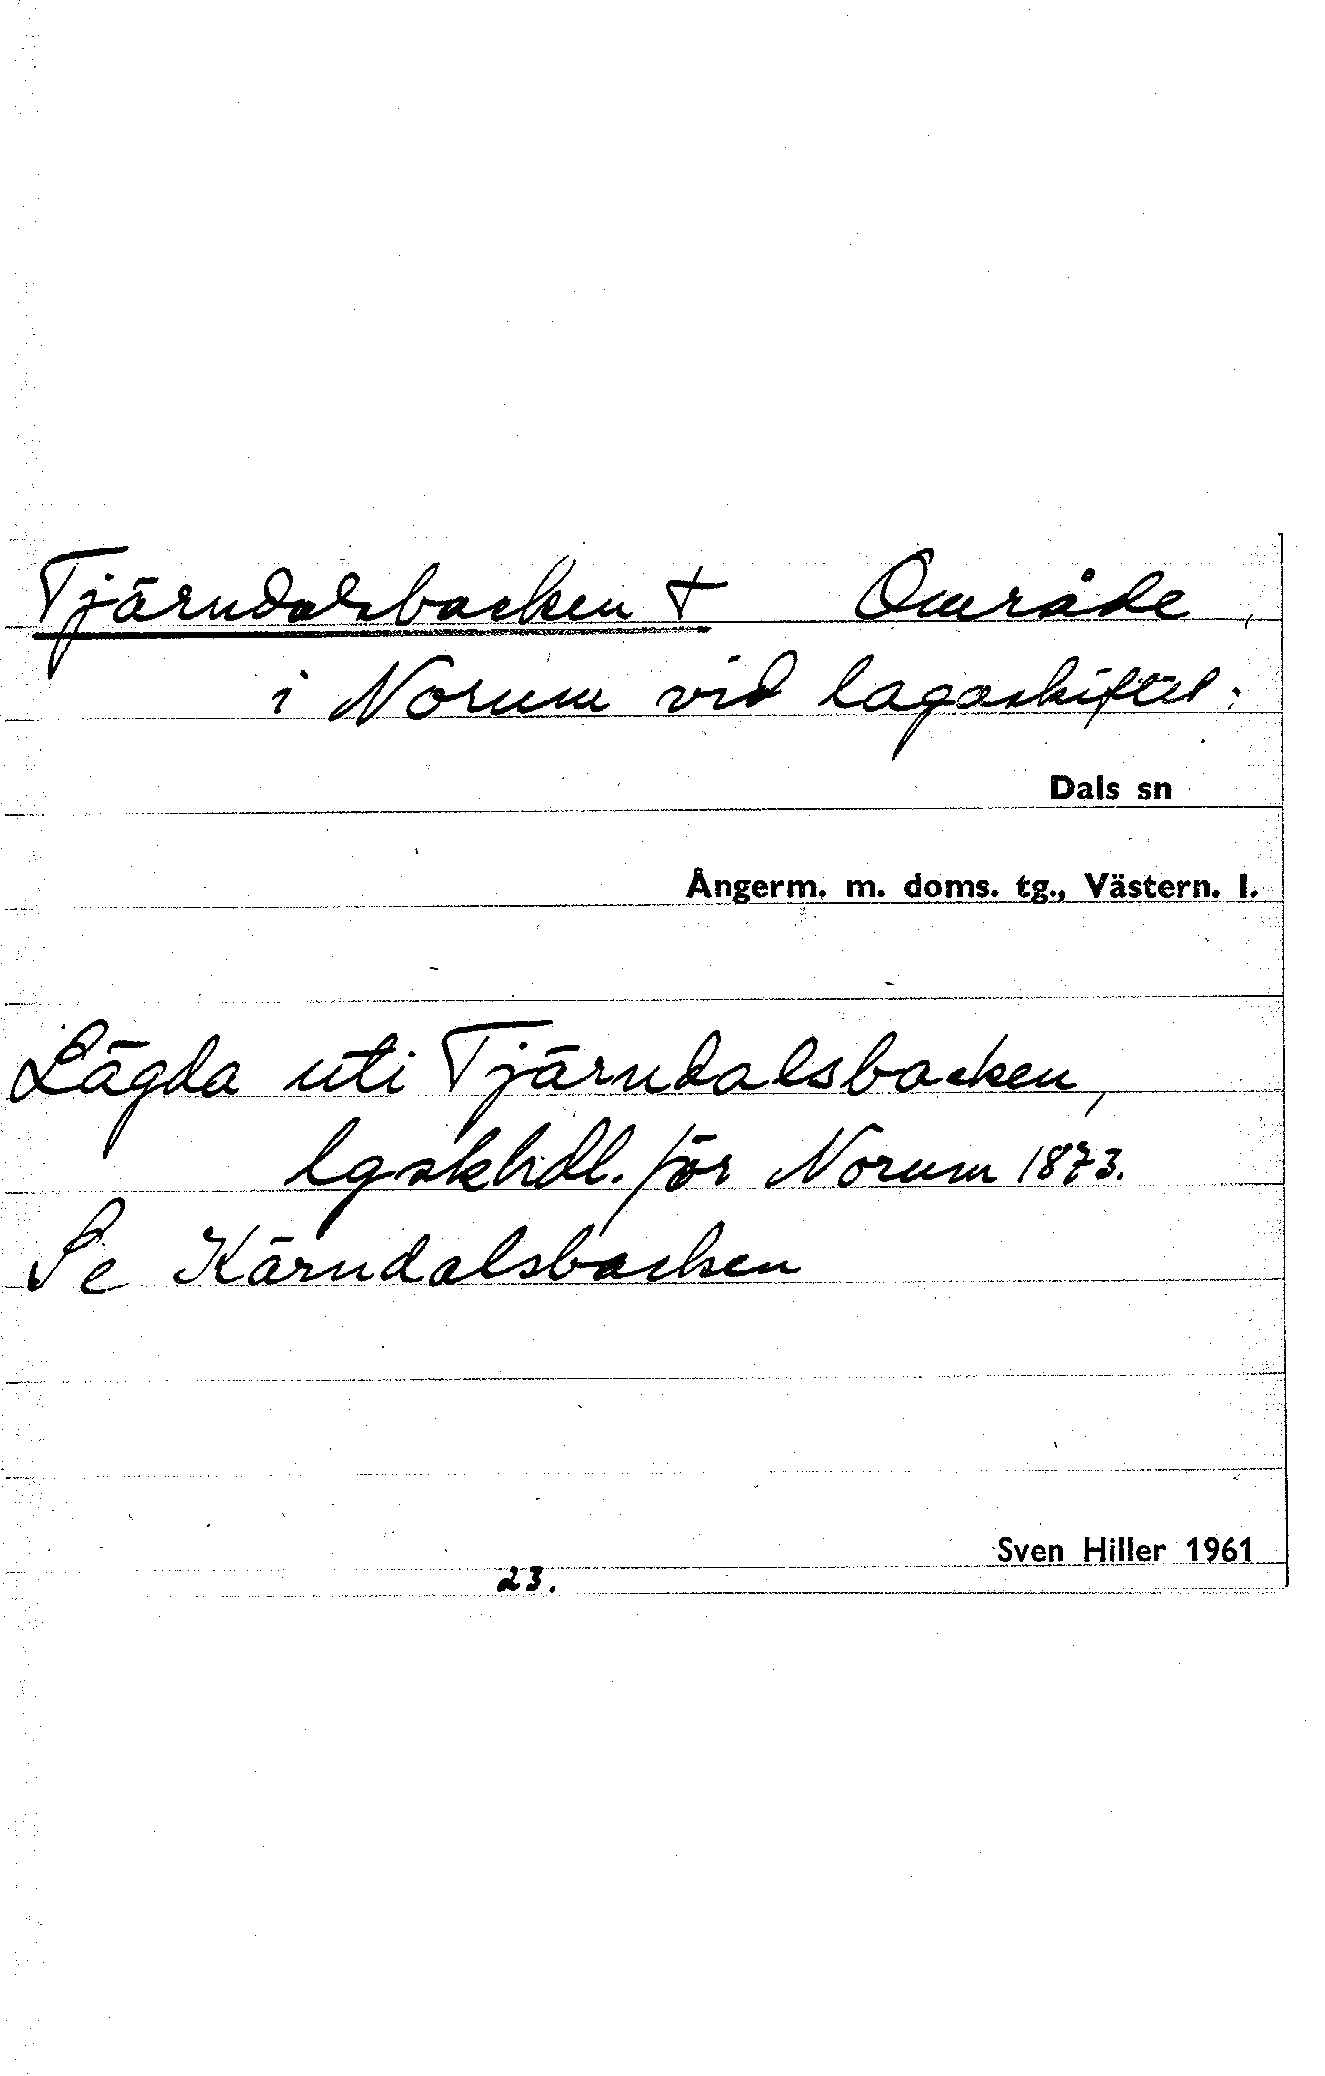 Tjärndalsbacken † Område
i Norum vid lagaskiftet.
Dals sn
Ångerm. m. doms. tg., Västern. l.
Lägda uti Tjärndalsbacken,
lgskhdl. för Norum 1873.
Se Kärndalsbacken
Sven Hiller 1961
23.